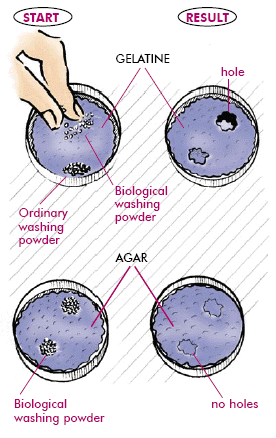 START
RESULT
GELATINE
hole
Biological
washing
powder
Ordinary
washing
powder
AGAR
Biological
washing powder
no holes